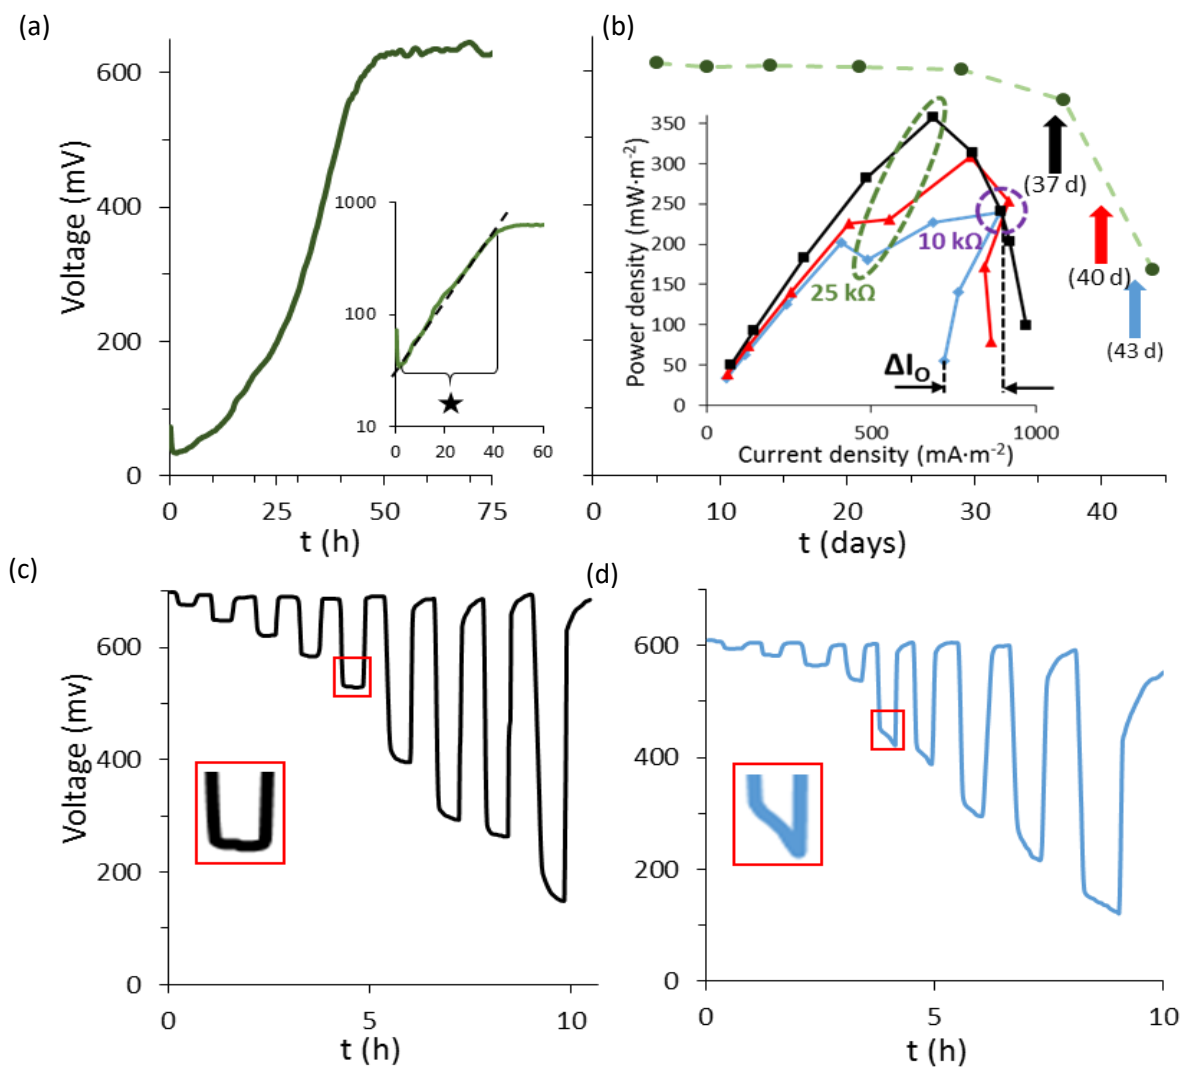 (a)
600
400
200
0
Voltage (mV)
0 25 50 75
t (h)
1000
100
10
0 20 40 60
★
(b)
350
300
250
200
150
100
50
0
Power density (mW·m⁻²)
0 500 1000
Current density (mA·m⁻²)
25 kΩ
10 kΩ
ΔI₀
(37 d)
(40 d)
(43 d)
0 10 20 30 40
t (days)
(c)
600
400
200
0
Voltage (mv)
0 5 10
t (h)
(d)
600
400
200
0
0 5 10
t (h)